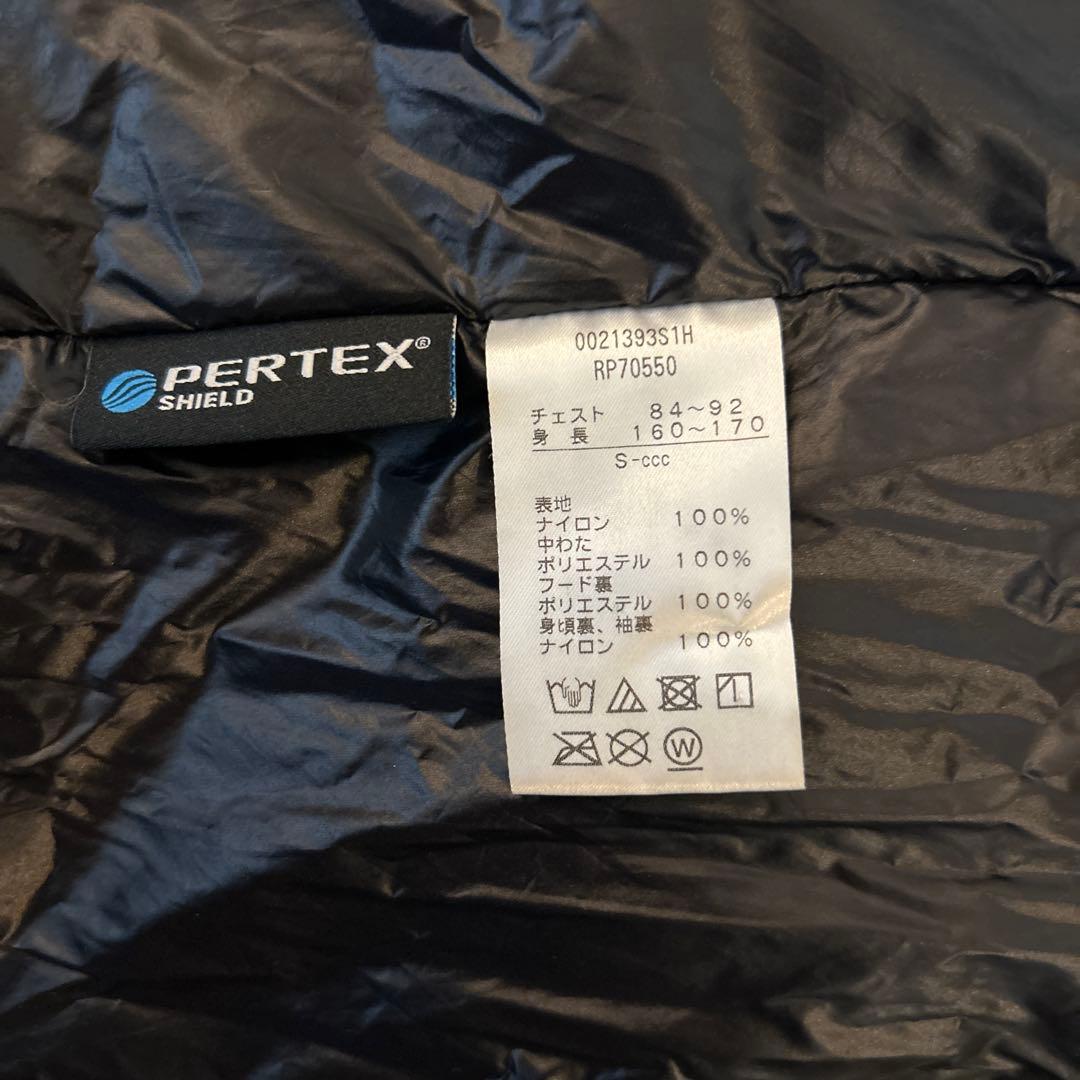 PERTEX®
SHIELD
0021393S1H
RP70550
チェスト 84～92
身 長 160～170
S-ccc
表地
ナイロン 100%
中わた
ポリエステル 100%
フード裏
ポリエステル 100%
身頃裏、袖裏
ナイロン 100%
W